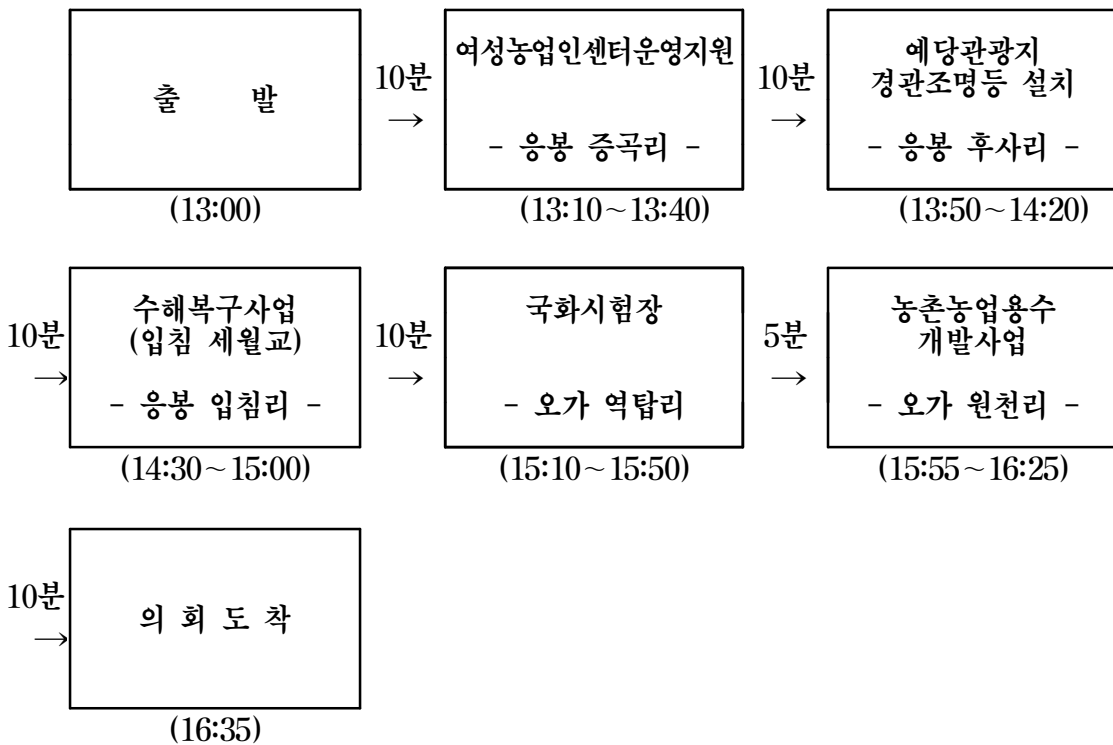 출 발
(13:00)
10분
→
여성농업인센터운영지원
- 응봉 증곡리 -
(13:10~13:40)
10분
→
예당관광지
경관조명등 설치
- 응봉 후사리 -
(13:50~14:20)
10분
→
수해복구사업
(입침 세월교)
- 응봉 입침리 -
(14:30~15:00)
10분
→
국화시험장
- 오가 역탑리
(15:10~15:50)
5분
→
농촌농업용수
개발사업
- 오가 원천리 -
(15:55~16:25)
10분
→
의 회 도 착
(16:35)